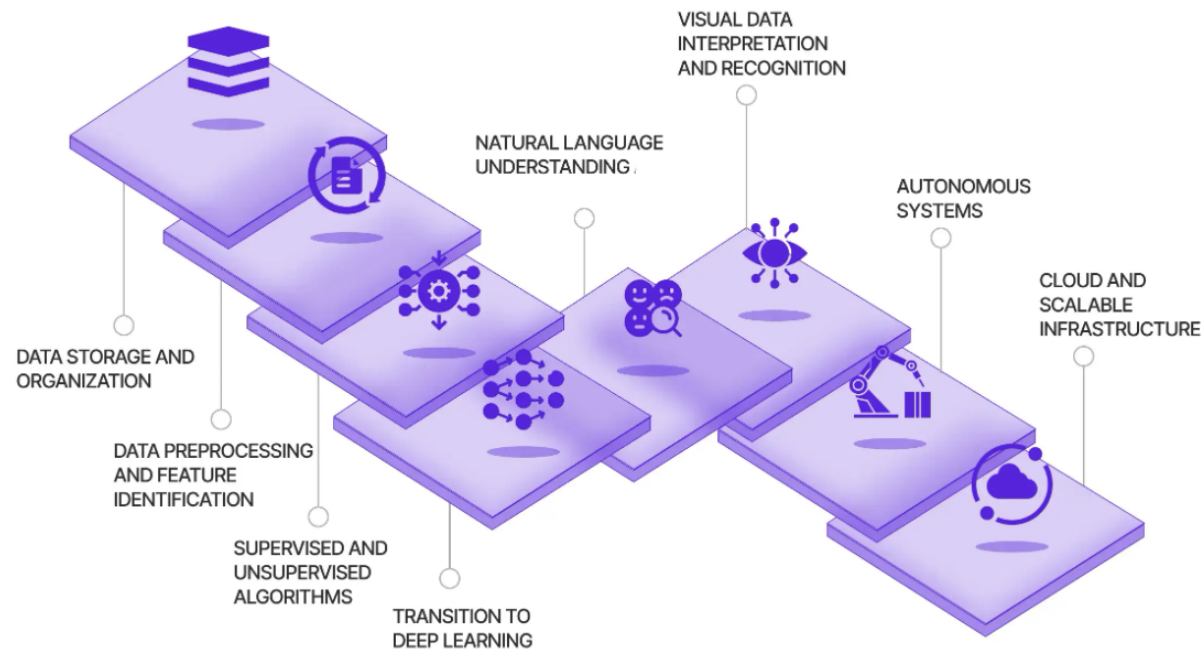 VISUAL DATA
INTERPRETATION
AND RECOGNITION
NATURAL LANGUAGE
UNDERSTANDING
AUTONOMOUS
SYSTEMS
CLOUD AND
SCALABLE
INFRASTRUCTURE
DATA STORAGE AND
ORGANIZATION
DATA PREPROCESSING
AND FEATURE
IDENTIFICATION
SUPERVISED AND
UNSUPERVISED
ALGORITHMS
TRANSITION TO
DEEP LEARNING